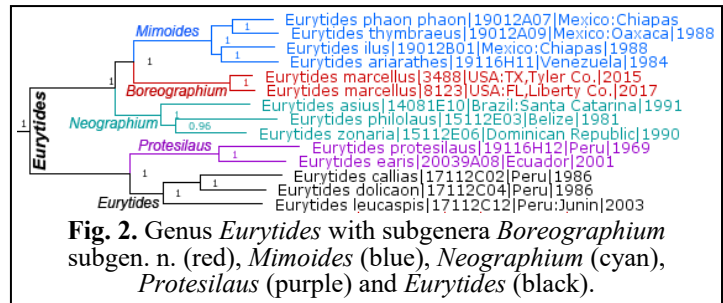 Eurytides phaon phaon|19012A07|Mexico:Chiapas
Mimoides
1
Eurytides thymbraeus|19012A09|Mexico:Oaxaca|1988
1
1
Eurytides ilus|19012B01|Mexico:Chiapas|1988
1
Eurytides ariarathes|19116H11|Venezuela|1984
1
Eurytides marcellus|3488|USA:TX,Tyler Co.|2015
Boreographium
1
Eurytides marcellus|8123|USA:FL,Liberty Co.|2017
Eurytides asius|14081E10|Brazil:Santa Catarina|1991
Neographium
1
Eurytides philolaus|15112E03|Belize|1981
0.96
1
Eurytides
Eurytides zonaria|15112E06|Dominican Republic|1990
Protesilaus
Eurytides protesilaus|19116H12|Peru|1969
1
Eurytides earis|20039A08|Ecuador|2001
1
Eurytides callias|17112C02|Peru|1986
1
Eurytides dolicaon|17112C04|Peru|1986
1
Eurytides
Eurytides leucaspis|17112C12|Peru:Junin|2003
Fig. 2. Genus Eurytides with subgenera Boreographium
subgen. n. (red), Mimoides (blue), Neographium (cyan),
Protesilaus (purple) and Eurytides (black).